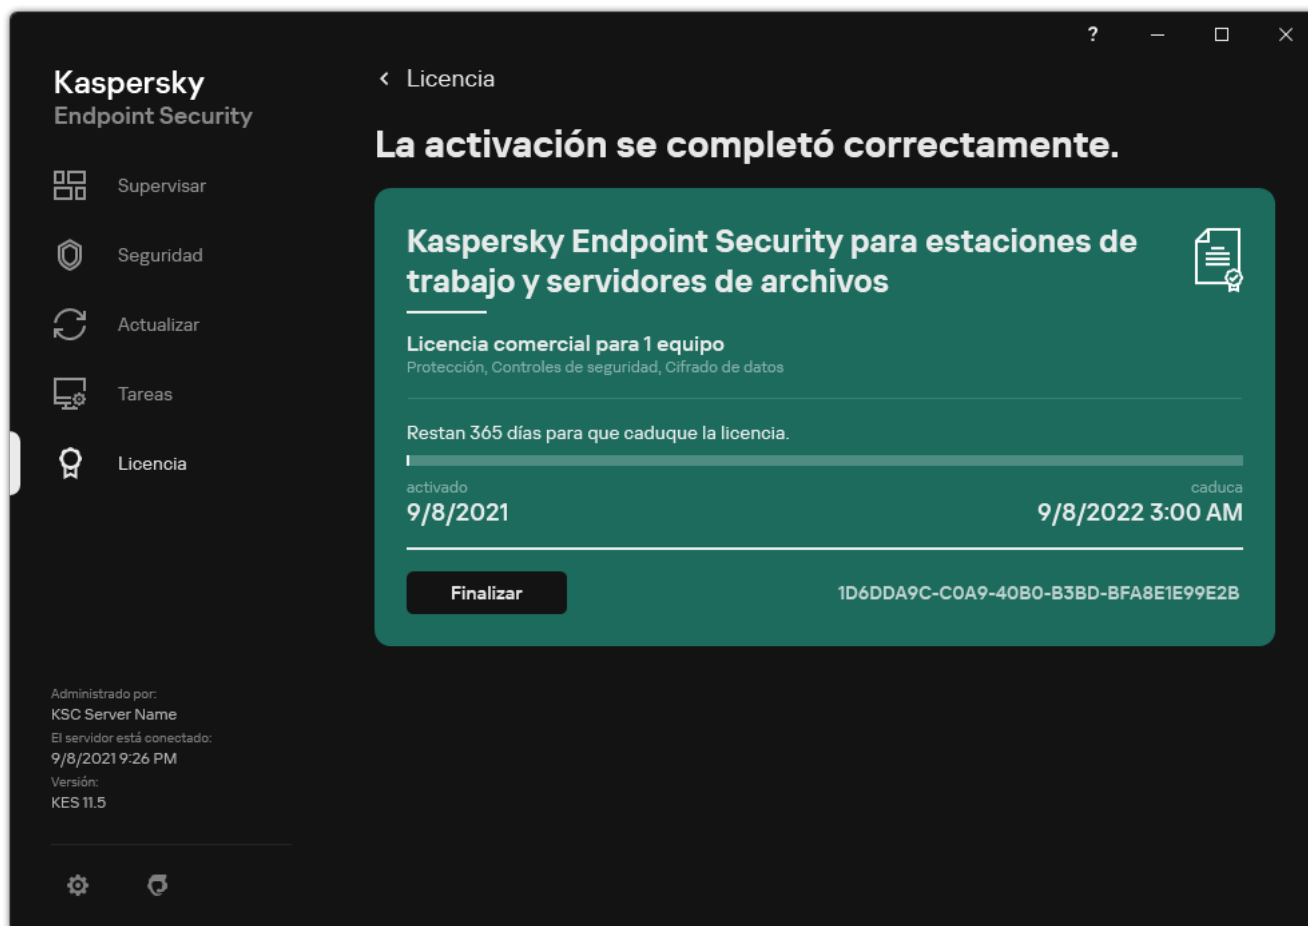 ?
Kaspersky
Endpoint Security
Supervisar
Seguridad
Actualizar
Tareas
Licencia
Administrado por:
KSC Server Name
El servidor está conectado:
9/8/2021 9:26 PM
Versión:
KES 11.5
Licencia
La activación se completó correctamente.
Kaspersky Endpoint Security para estaciones de
trabajo y servidores de archivos
Licencia comercial para 1 equipo
Protección, Controles de seguridad, Cifrado de datos
Restan 365 días para que caduque la licencia.
activado caduca
9/8/2021 9/8/2022 3:00 AM
Finalizar 1D6DDA9C-C0A9-40B0-B3BD-BFA8E1E99E2B